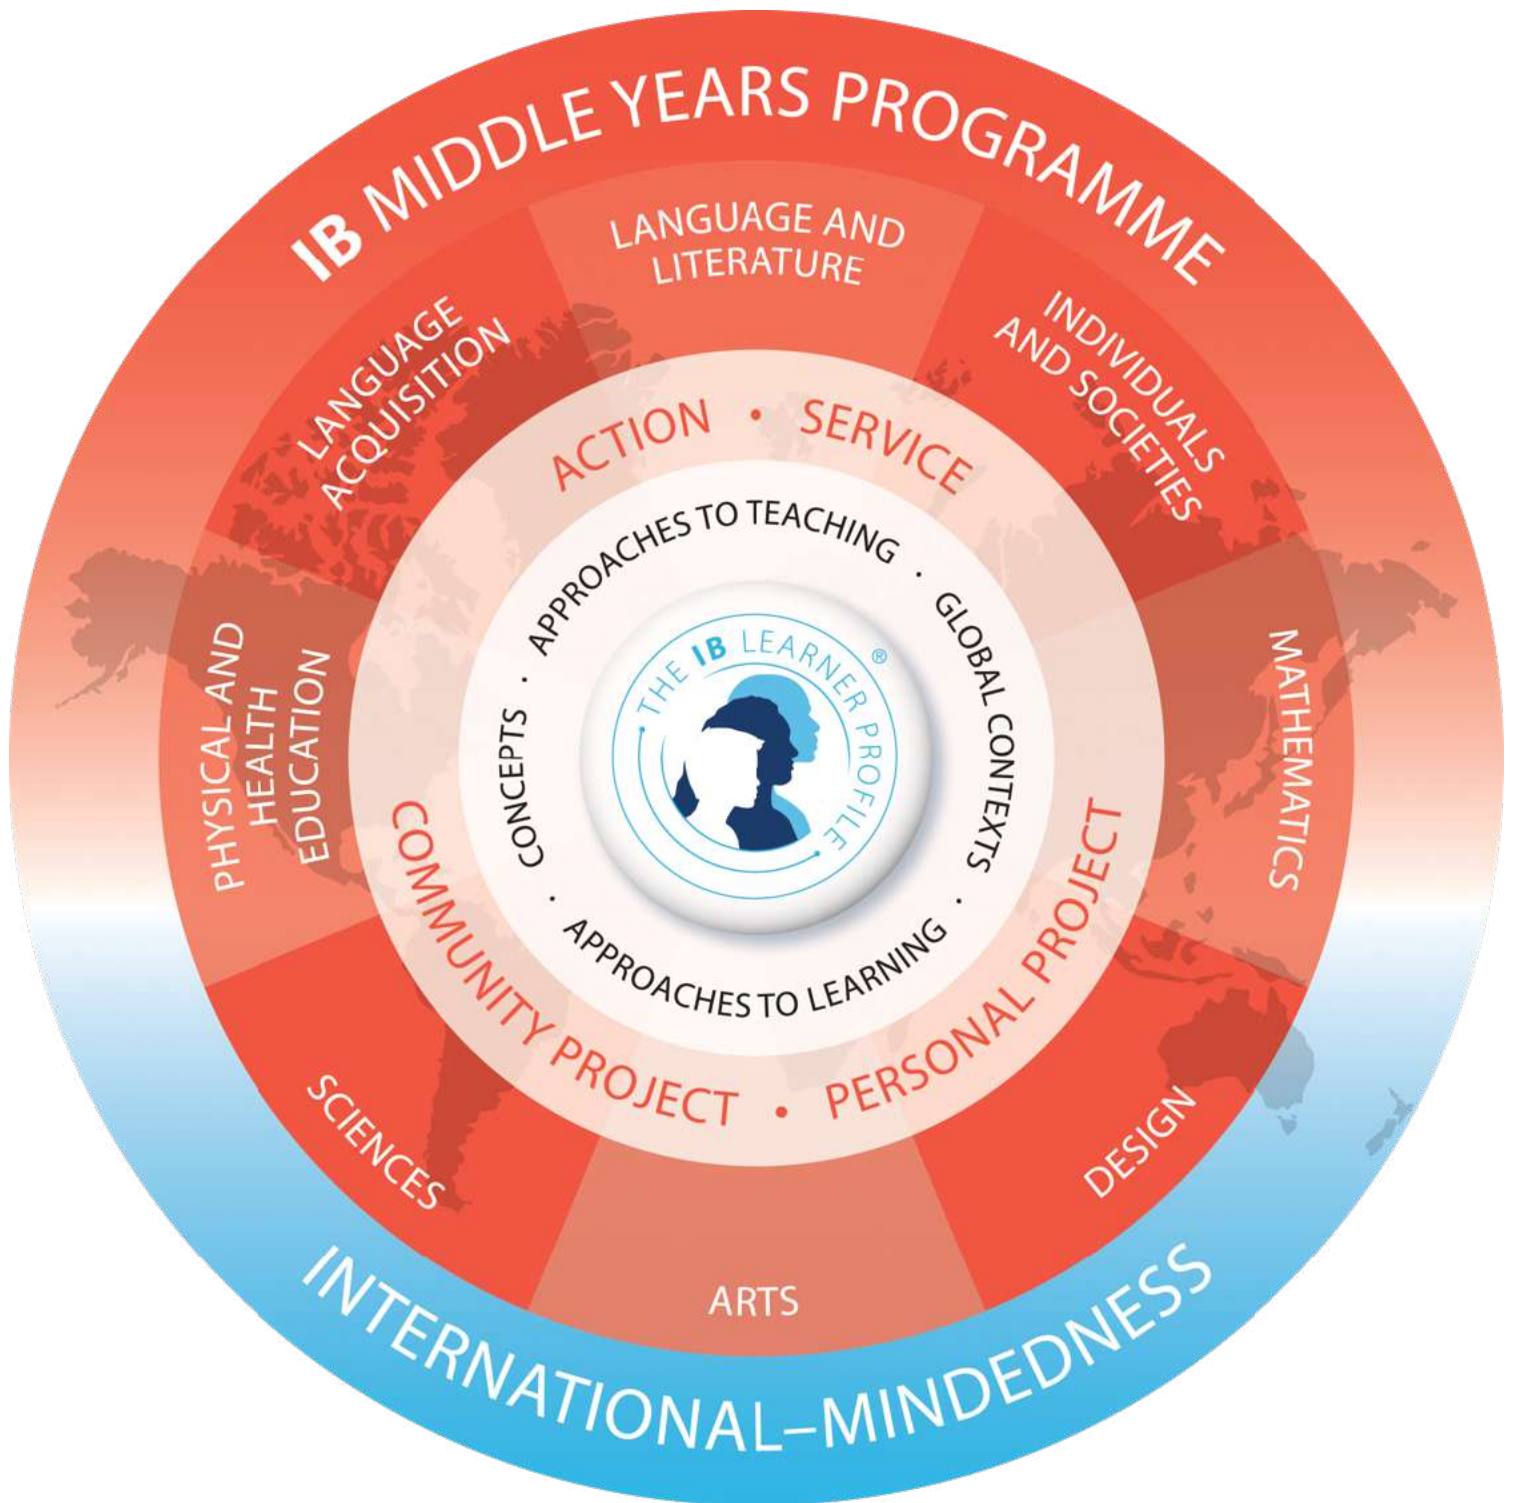 IB MIDDLE YEARS PROGRAMME
LANGUAGE AND
LITERATURE
INDIVIDUALS
AND SOCIETIES
MATHEMATICS
DESIGN
ARTS
SCIENCES
PHYSICAL AND
HEALTH
EDUCATION
LANGUAGE
ACQUISITION
ACTION • SERVICE
COMMUNITY PROJECT • PERSONAL PROJECT
APPROACHES TO TEACHING •
GLOBAL CONTEXTS •
APPROACHES TO LEARNING •
CONCEPTS •
THE IB LEARNER PROFILE ®
INTERNATIONAL–MINDEDNESS